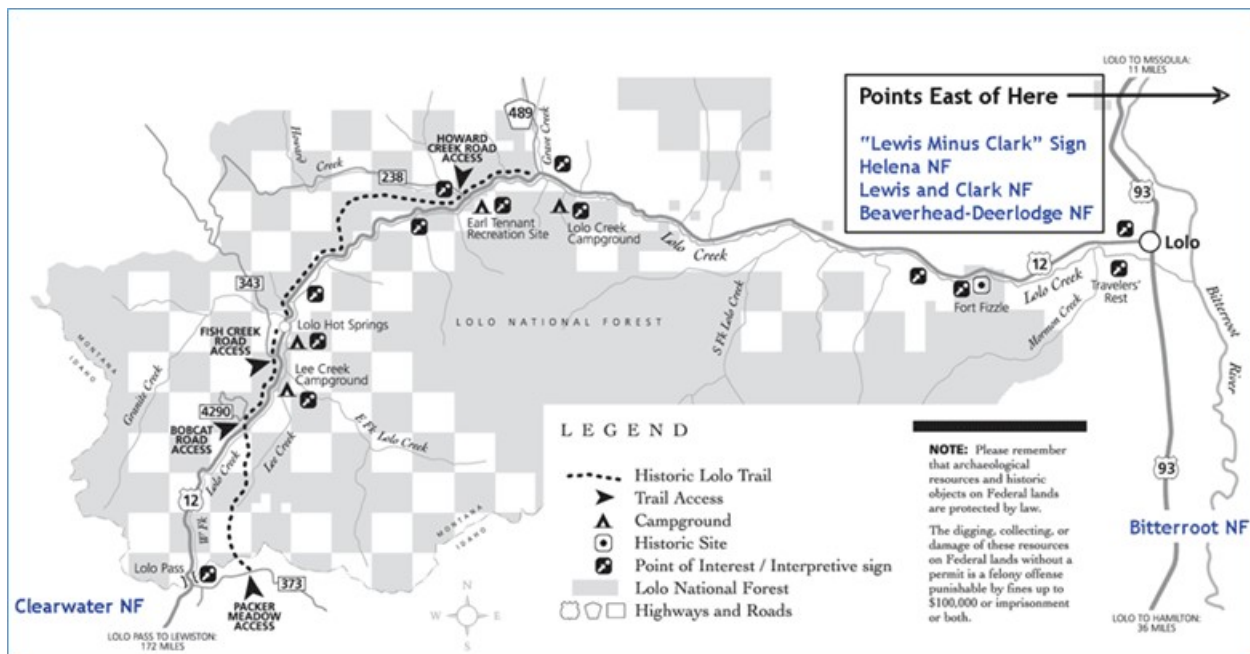 LOLO TO MISSOULA:
11 MILES
Points East of Here
"Lewis Minus Clark" Sign
Helena NF
Lewis and Clark NF
Beaverhead-Deerlodge NF
489
Grave Creek
HOWARD
CREEK ROAD
ACCESS
Howard
Creek
238
93
Earl Tennant
Recreation Site
Lolo Creek
Campground
Lolo
Creek
Lolo
12
Lolo Creek
Travelers'
Rest
Fort Fizzle
Mormon Creek
S Fk Lolo Creek
Bitterroot
River
343
Lolo Hot Springs
LOLO NATIONAL FOREST
FISH CREEK
ROAD
ACCESS
MONTANA
IDAHO
Granite Creek
Lee Creek
Campground
4290
BOBCAT
ROAD
ACCESS
E Fk Lolo Creek
Lee Creek
Lolo Creek
W Fk
12
MONTANA
IDAHO
Lolo Pass
373
PACKER
MEADOW
ACCESS
Clearwater NF
LOLO PASS TO LEWISTON:
172 MILES
N
W
E
S
LEGEND
Historic Lolo Trail
Trail Access
Campground
Historic Site
Point of Interest / Interpretive sign
Lolo National Forest
Highways and Roads
NOTE: Please remember
that archaeological
resources and historic
objects on Federal lands
are protected by law.
The digging, collecting, or
damage of these resources
on Federal lands without a
permit is a felony offense
punishable by fines up to
$100,000 or imprisonment
or both.
93
Bitterroot NF
LOLO TO HAMILTON:
36 MILES